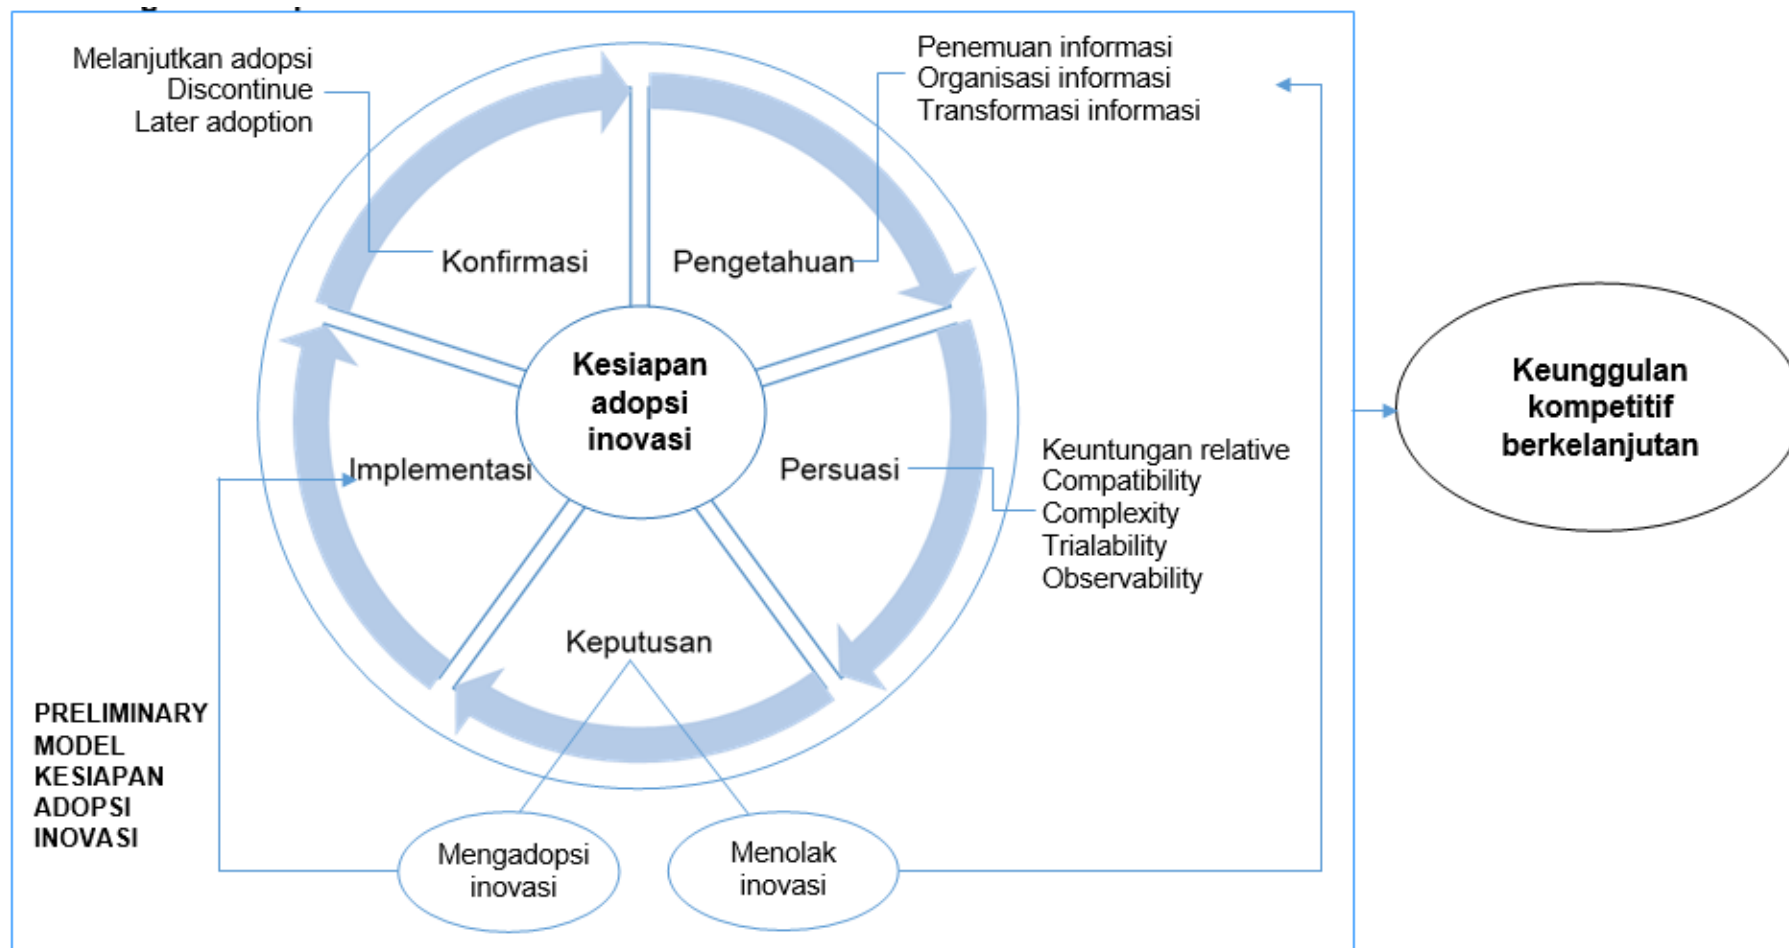 Melanjutkan adopsi
Discontinue
Later adoption
Penemuan informasi
Organisasi informasi
Transformasi informasi
Konfirmasi
Pengetahuan
Kesiapan
adopsi
inovasi
Implementasi
Persuasi
Keuntungan relative
Compatibility
Complexity
Trialability
Observability
Keputusan
Keunggulan
kompetitif
berkelanjutan
PRELIMINARY
MODEL
KESIAPAN
ADOPSI
INOVASI
Mengadopsi
inovasi
Menolak
inovasi